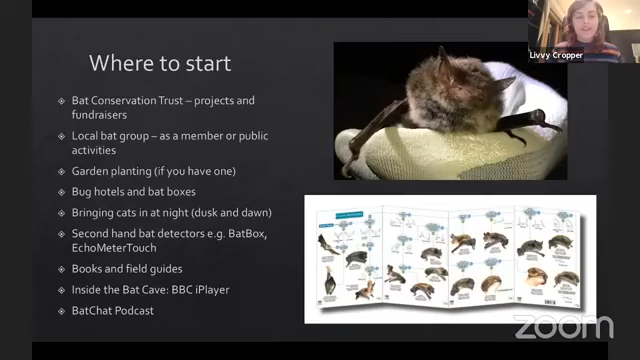 Livvy Cropper
Where to start
Bat Conservation Trust – projects and
fundraisers
Local bat group – as a member or public
activities
Garden planting (if you have one)
Bug hotels and bat boxes
Bringing cats in at night (dusk and dawn)
Second hand bat detectors e.g. BatBox,
EchoMeterTouch
Books and field guides
Inside the Bat Cave: BBC iPlayer
BatChat Podcast
zoom